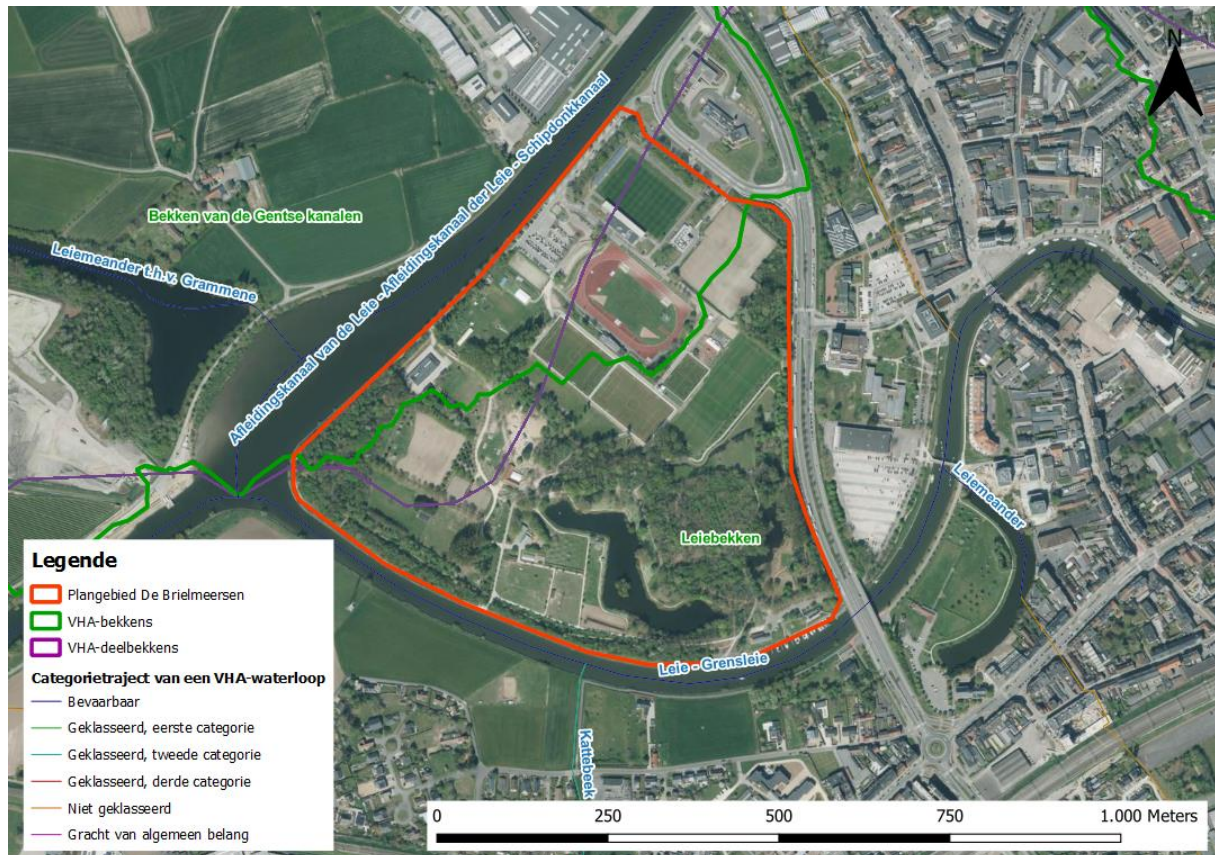 N
Bekken van de Gentse kanalen
Leiemeander t.h.v. Grammene
Afleidingskanaal van de Leie - Afleidingskanaal der Leie - Schipdonkkanaal
Leiemeander
Leiebekken
Leie - Grensleie
Kattebeek
Legende
Plangebied De Brielmeersen
VHA-bekkens
VHA-deelbekkens
Categorietraject van een VHA-waterloop
Bevaarbaar
Geklasseerd, eerste categorie
Geklasseerd, tweede categorie
Geklasseerd, derde categorie
Niet geklasseerd
Gracht van algemeen belang
0 250 500 750 1.000 Meters